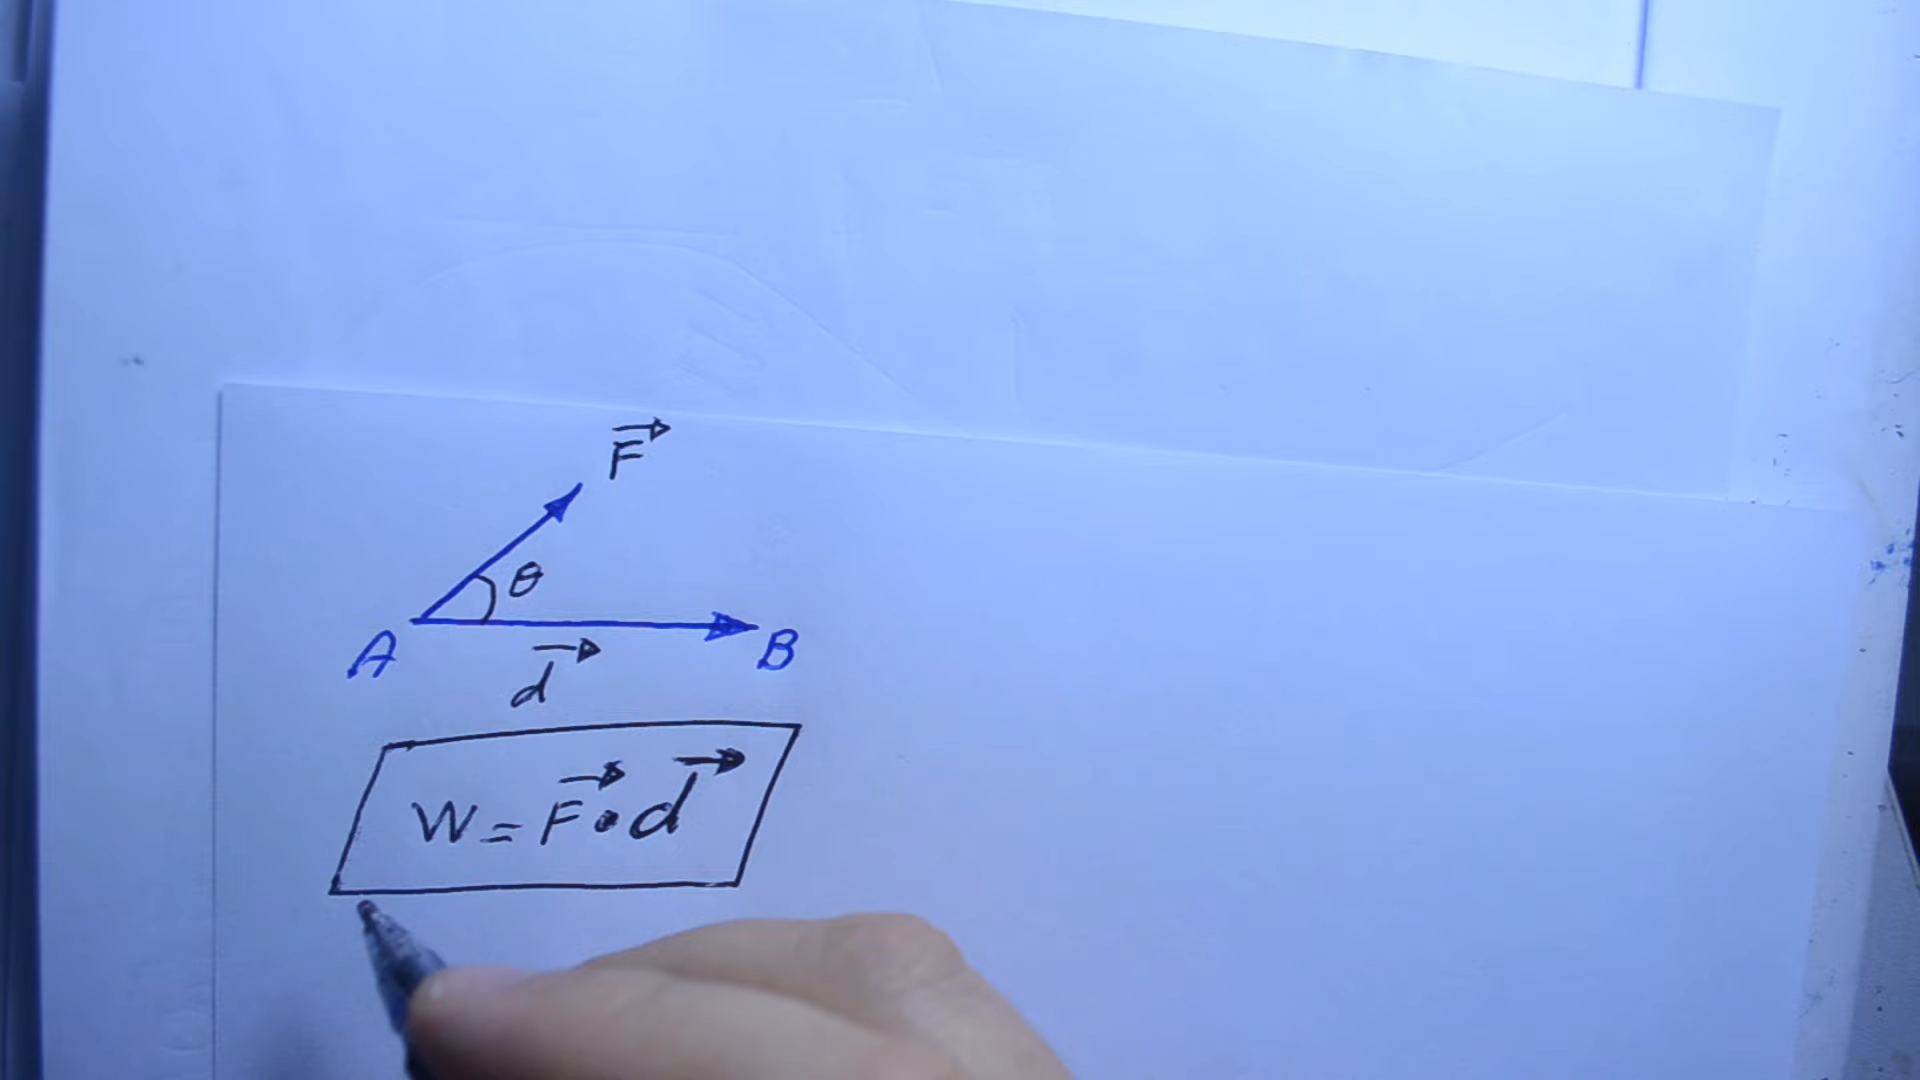 F⃗
θ
A B
d⃗
W = F⃗ • d⃗